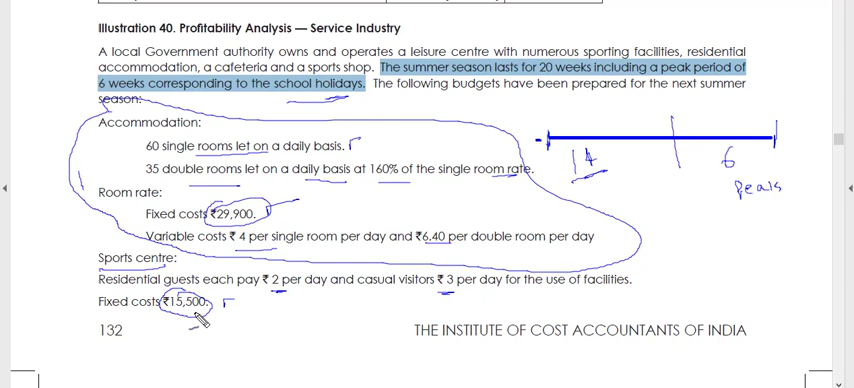 Illustration 40. Profitability Analysis — Service Industry
A local Government authority owns and operates a leisure centre with numerous sporting facilities, residential
accommodation, a cafeteria and a sports shop. The summer season lasts for 20 weeks including a peak period of
6 weeks corresponding to the school holidays. The following budgets have been prepared for the next summer
season:
Accommodation:
60 single rooms let on a daily basis.
35 double rooms let on a daily basis at 160% of the single room rate.
14
6
Peak
Room rate:
Fixed costs ₹29,900.
Variable costs ₹ 4 per single room per day and ₹6.40 per double room per day
Sports centre:
Residential guests each pay ₹ 2 per day and casual visitors ₹ 3 per day for the use of facilities.
Fixed costs ₹15,500.
132 THE INSTITUTE OF COST ACCOUNTANTS OF INDIA